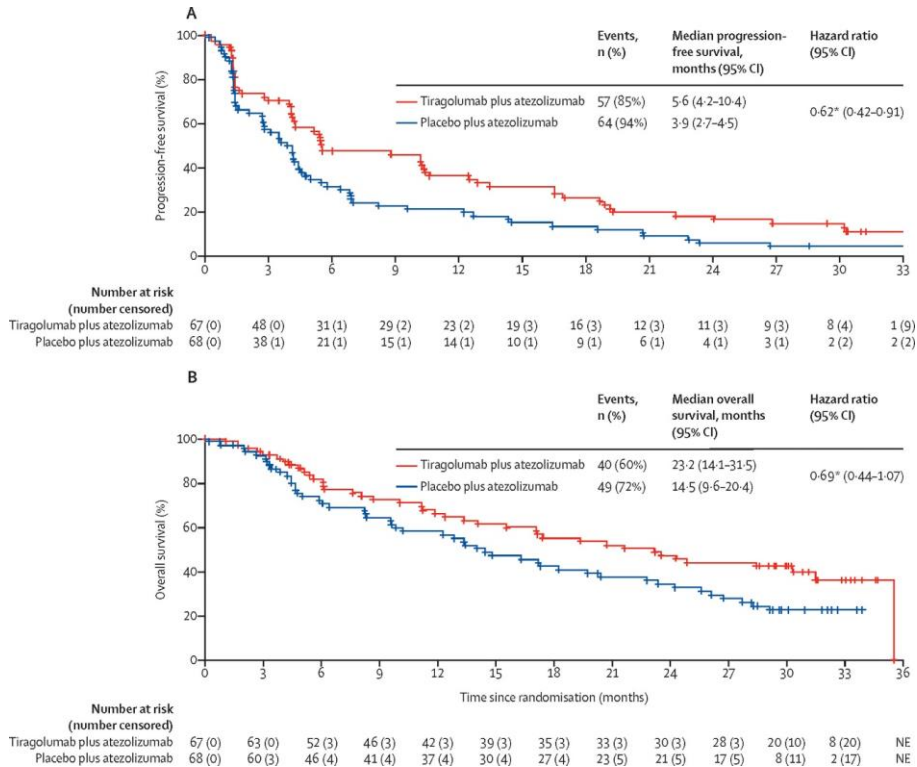 A
Events, n (%)
Median progression-free survival, months (95% CI)
Hazard ratio (95% CI)
Tiragolumab plus atezolizumab 57 (85%) 5·6 (4·2–10·4)
0·62* (0·42–0·91)
Placebo plus atezolizumab 64 (94%) 3·9 (2·7–4·5)
Progression-free survival (%)
100
80
60
40
20
0
0 3 6 9 12 15 18 21 24 27 30 33
Number at risk
(number censored)
Tiragolumab plus atezolizumab 67 (0) 48 (0) 31 (1) 29 (2) 23 (2) 19 (3) 16 (3) 12 (3) 11 (3) 9 (3) 8 (4) 1 (9)
Placebo plus atezolizumab 68 (0) 38 (1) 21 (1) 15 (1) 14 (1) 10 (1) 9 (1) 6 (1) 4 (1) 3 (1) 2 (2) 2 (2)
B
Events, n (%)
Median overall survival, months (95% CI)
Hazard ratio (95% CI)
Tiragolumab plus atezolizumab 40 (60%) 23·2 (14·1–31·5)
0·69* (0·44–1·07)
Placebo plus atezolizumab 49 (72%) 14·5 (9·6–20·4)
Overall survival (%)
100
80
60
40
20
0
0 3 6 9 12 15 18 21 24 27 30 33 36
Time since randomisation (months)
Number at risk
(number censored)
Tiragolumab plus atezolizumab 67 (0) 63 (0) 52 (3) 46 (3) 42 (3) 39 (3) 35 (3) 33 (3) 30 (3) 28 (3) 20 (10) 8 (20) NE
Placebo plus atezolizumab 68 (0) 60 (3) 46 (4) 41 (4) 37 (4) 30 (4) 27 (4) 23 (5) 21 (5) 17 (5) 8 (11) 2 (17) NE